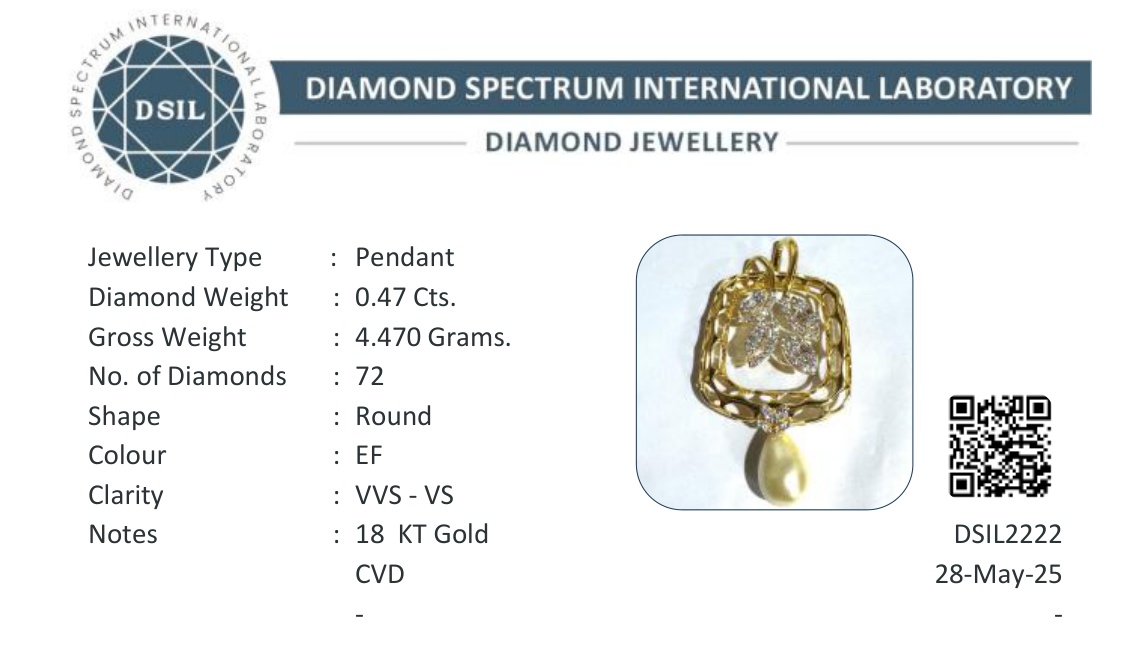 DIAMOND SPECTRUM INTERNATIONAL LABORATORY
DSIL
DIAMOND SPECTRUM INTERNATIONAL LABORATORY
DIAMOND JEWELLERY
Jewellery Type : Pendant
Diamond Weight : 0.47 Cts.
Gross Weight : 4.470 Grams.
No. of Diamonds : 72
Shape : Round
Colour : EF
Clarity : VVS - VS
Notes : 18 KT Gold
DSIL2222
CVD
28-May-25
-
-